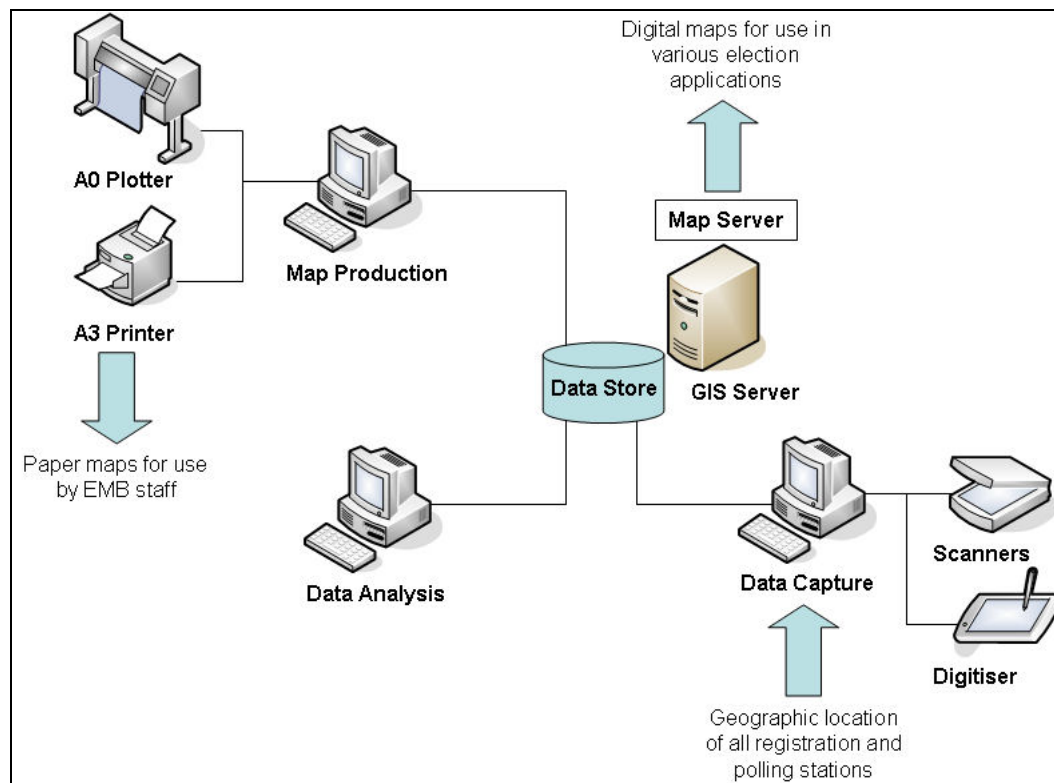 Digital maps for use in
various election
applications
A0 Plotter
Map Server
Map Production
A3 Printer
Data Store
GIS Server
Paper maps for use
by EMB staff
Scanners
Data Analysis
Data Capture
Digitiser
Geographic location
of all registration and
polling stations